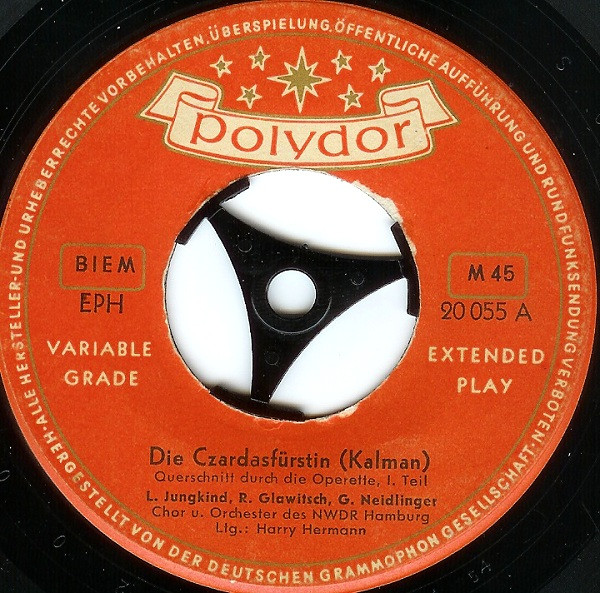 ALLE HERSTELLER-UND URHEBERRECHTE VORBEHALTEN, ÜBERSPIELUNG, ÖFFENTLICHE AUFFÜHRUNG UND RUNDFUNKSENDUNG VERBOTEN.
polydor
BIEM
EPH
M 45
20 055 A
VARIABLE
GRADE
EXTENDED
PLAY
Die Czardasfürstin (Kalman)
Querschnitt durch die Operette, I. Teil
L. Jungkind, R. Glawitsch, G. Neidlinger
Chor u. Orchester des NWDR Hamburg
Ltg.: Harry Hermann
HERGESTELLT VON DER DEUTSCHEN GRAMMOPHON GESELLSCHAFT